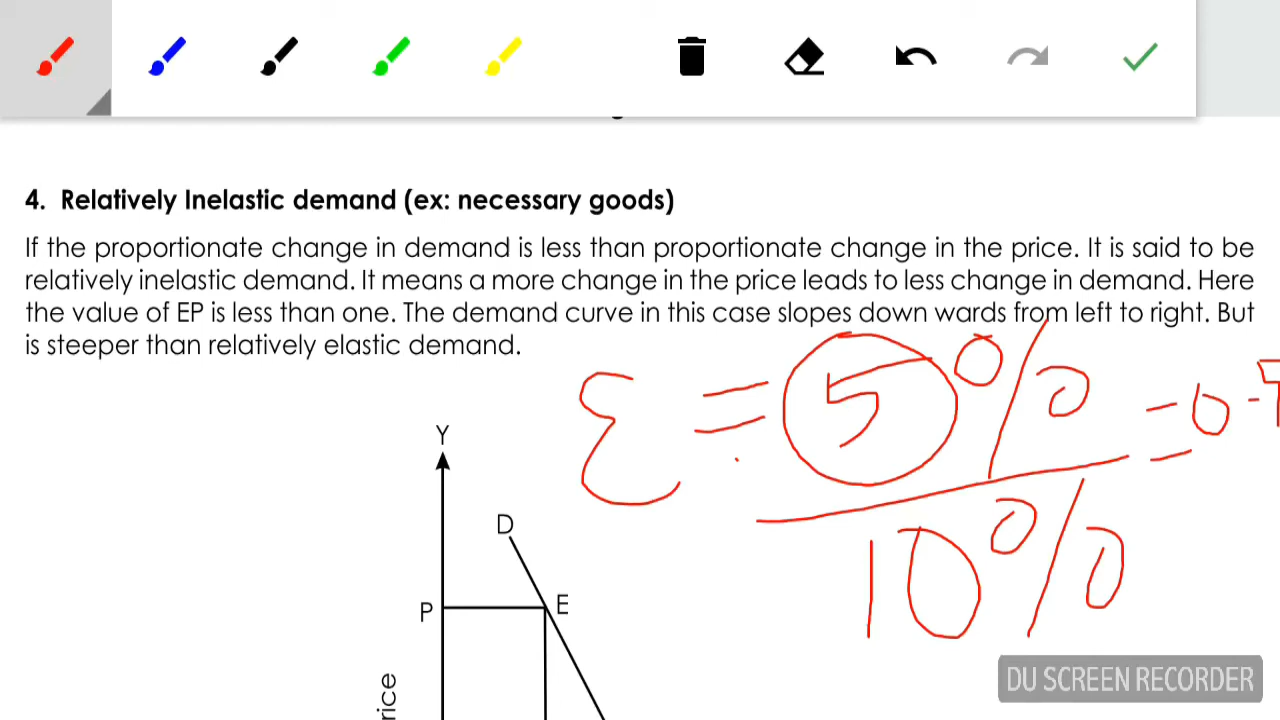 4. Relatively Inelastic demand (ex: necessary goods)
If the proportionate change in demand is less than proportionate change in the price. It is said to be
relatively inelastic demand. It means a more change in the price leads to less change in demand. Here
the value of EP is less than one. The demand curve in this case slopes down wards from left to right. But
is steeper than relatively elastic demand.
Ɛ = 5% = 0.
10%
Y
D
P
E
rice
DU SCREEN RECORDER